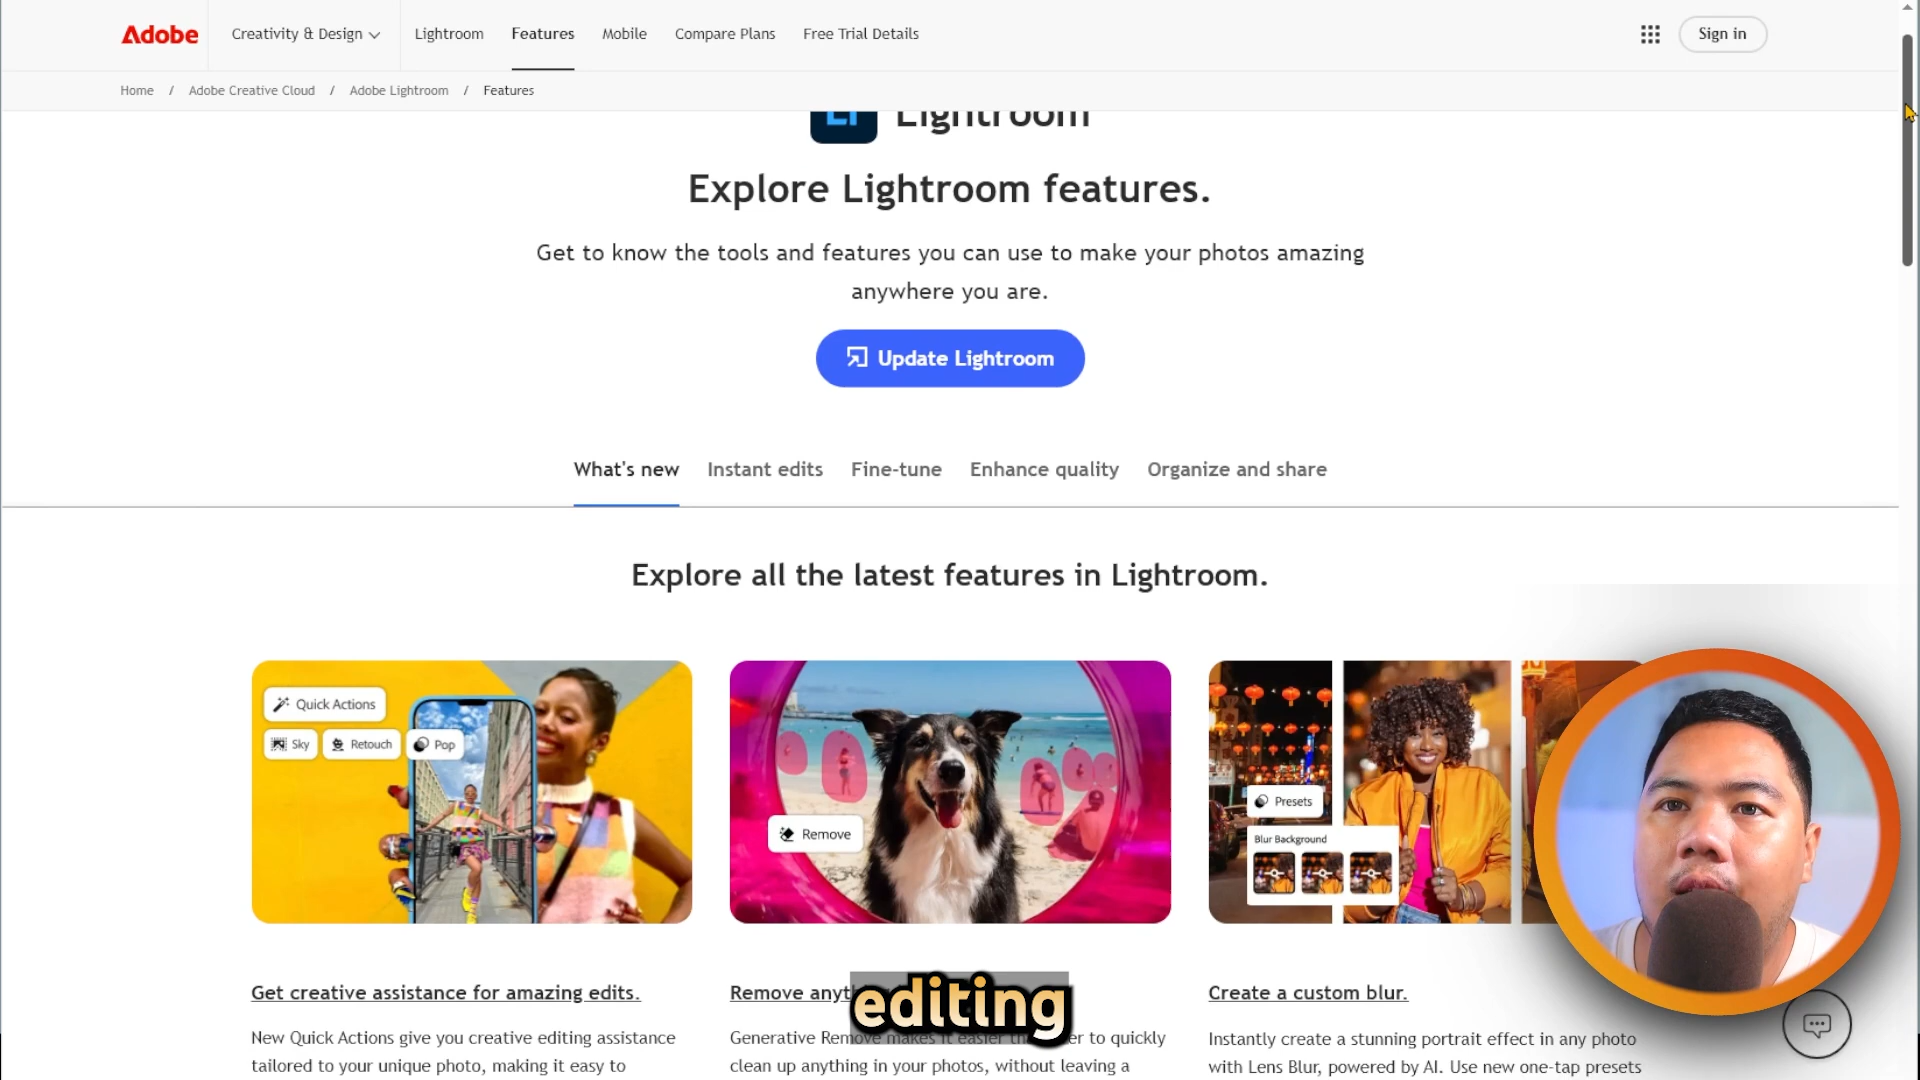 Adobe
Creativity & Design
Lightroom
Features
Mobile
Compare Plans
Free Trial Details
Sign in
Home / Adobe Creative Cloud / Adobe Lightroom / Features
Lr Lightroom
Explore Lightroom features.
Get to know the tools and features you can use to make your photos amazing
anywhere you are.
Update Lightroom
What's new
Instant edits
Fine-tune
Enhance quality
Organize and share
Explore all the latest features in Lightroom.
Quick Actions
Sky
Retouch
Pop
Remove
Presets
Blur Background
Get creative assistance for amazing edits.
New Quick Actions give you creative editing assistance
tailored to your unique photo, making it easy to
Remove
Generative Remove makes it easier to quickly
clean up anything in your photos, without leaving a
Create a custom blur.
Instantly create a stunning portrait effect in any photo
with Lens Blur, powered by AI. Use new one-tap presets
editing